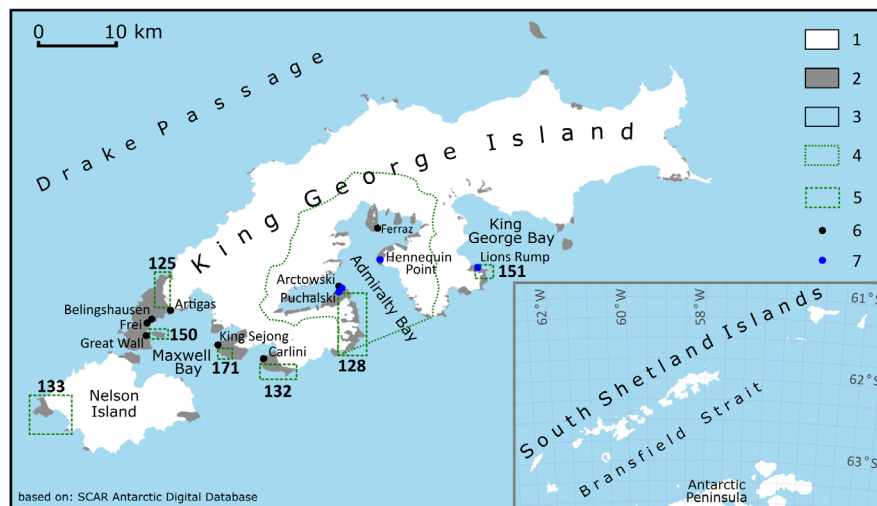 0 10 km
Drake Passage
King George Island
1
2
3
4
5
6
7
Ferraz
King
George Bay
Hennequin
Point
Lions Rump
151
Admiralty Bay
125
Arctowski
Puchalski
Artigas
Belingshausen
Frei
150
Great Wall
King Sejong
Carlini
Maxwell
Bay
171
132
128
133
Nelson
Island
62°W
60°W
58°W
61°S
62°S
63°S
South Shetland Islands
Bransfield Strait
Antarctic
Peninsula
based on: SCAR Antarctic Digital Database